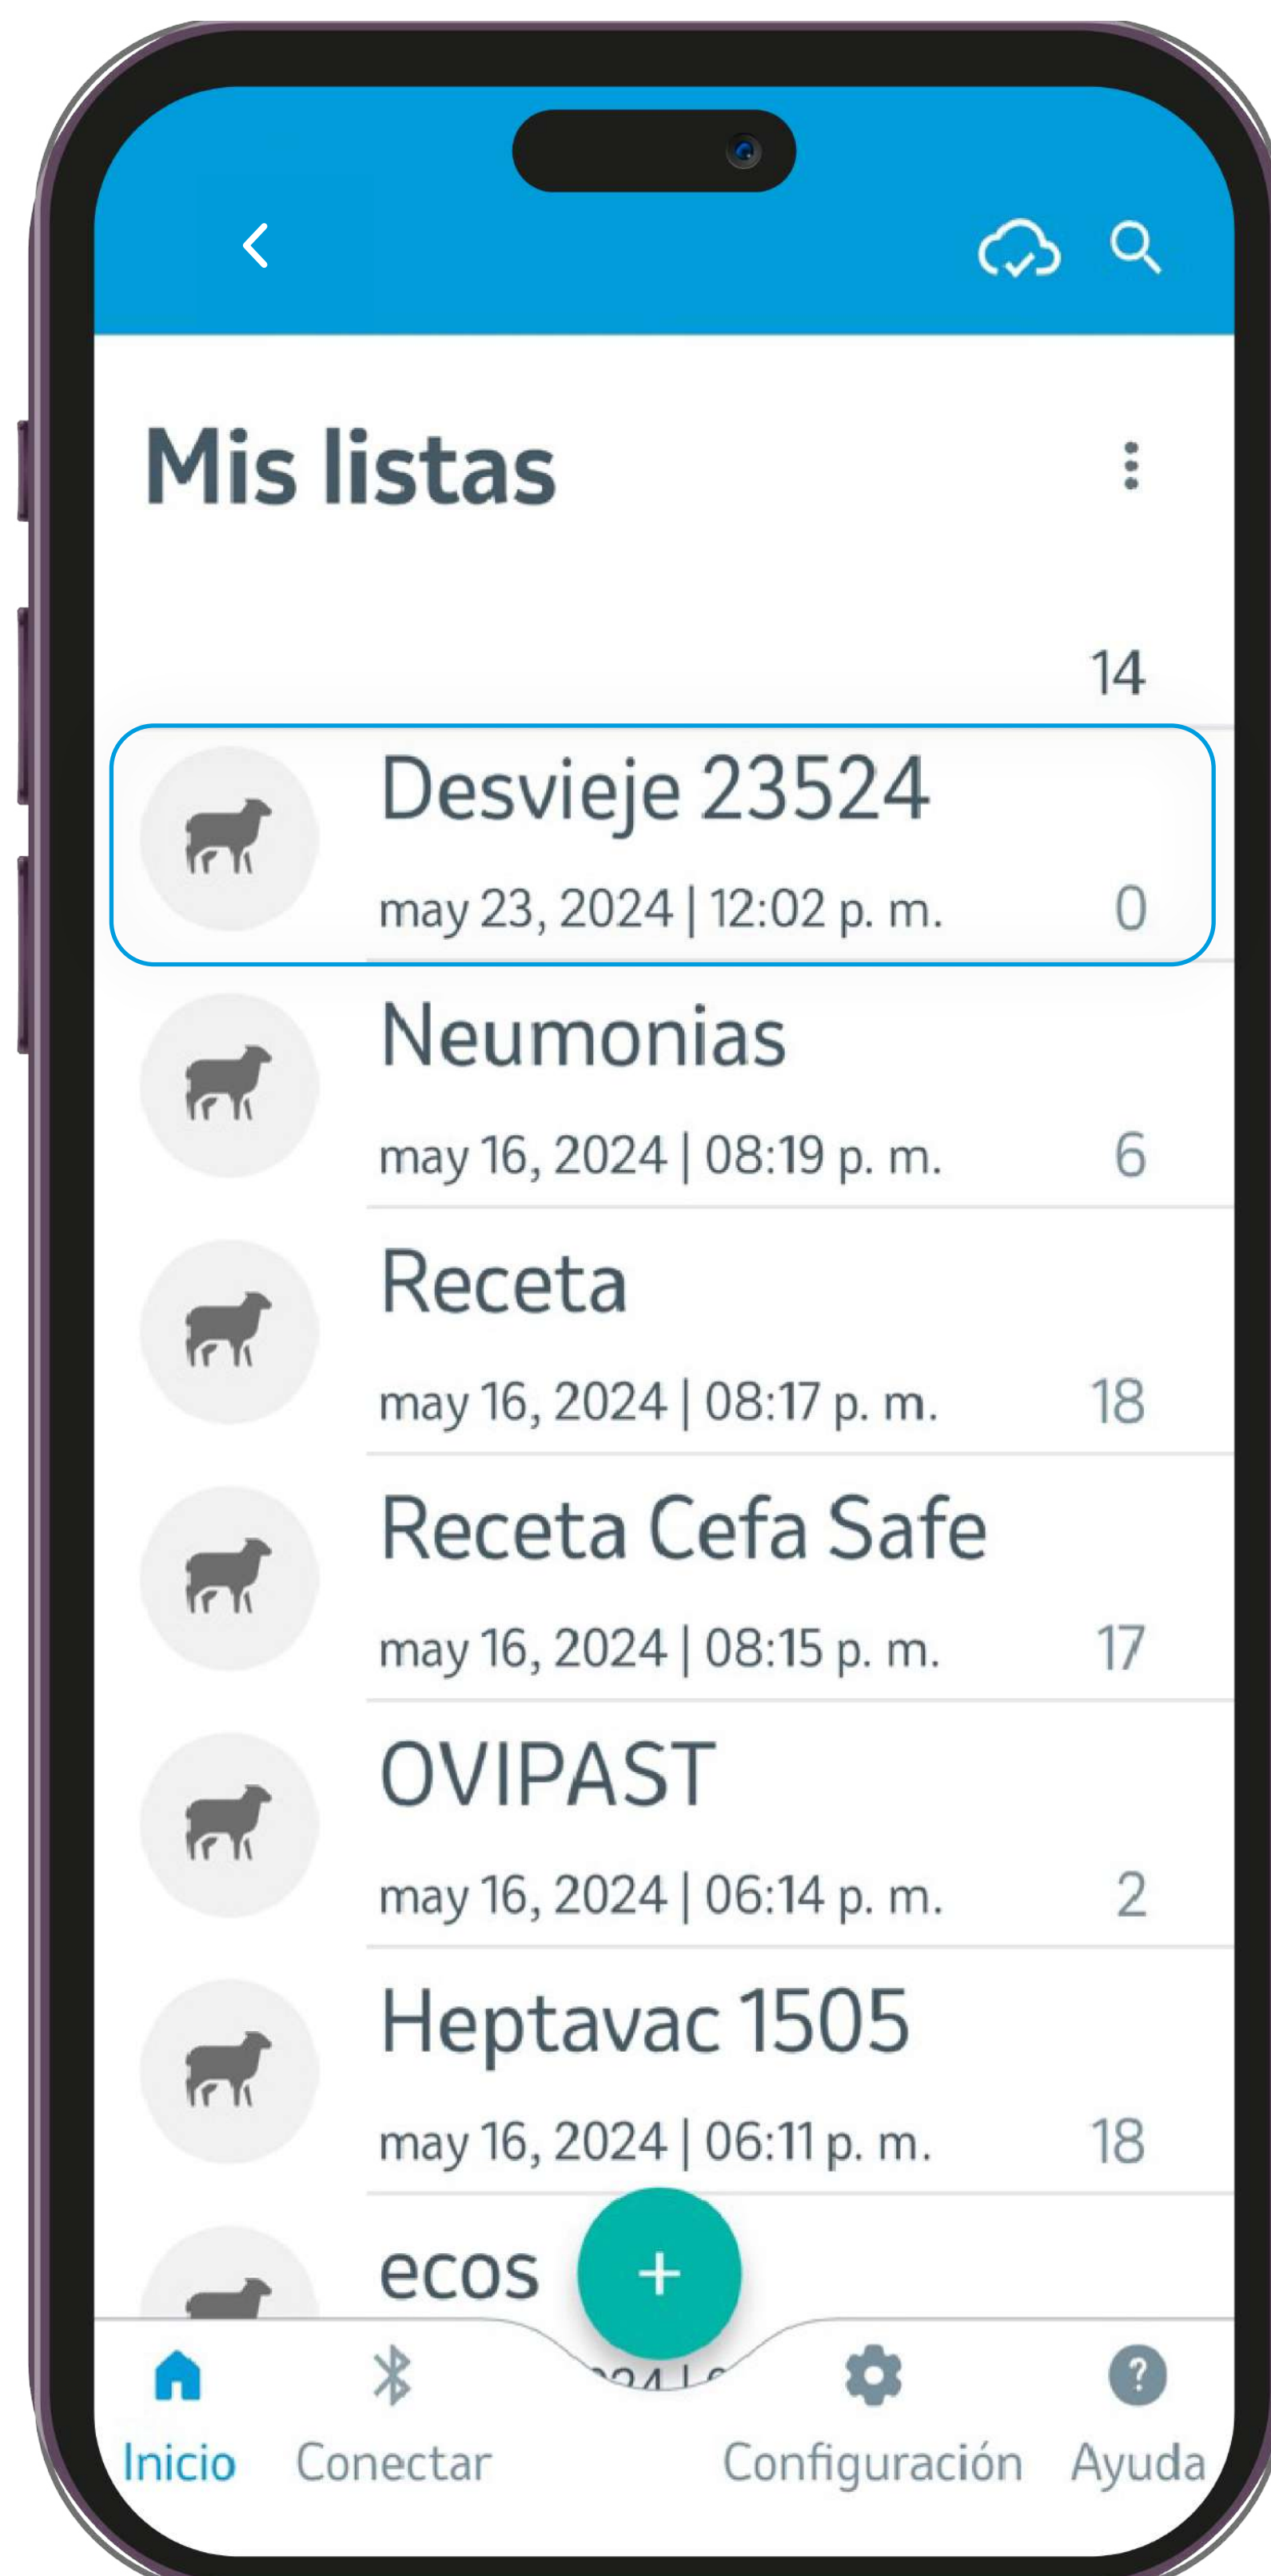 Mis listas
14
Desvieje 23524
may 23, 2024 | 12:02 p. m. 0
Neumonias
may 16, 2024 | 08:19 p. m. 6
Receta
may 16, 2024 | 08:17 p. m. 18
Receta Cefa Safe
may 16, 2024 | 08:15 p. m. 17
OVIPAST
may 16, 2024 | 06:14 p. m. 2
Heptavac 1505
may 16, 2024 | 06:11 p. m. 18
ecos
+
Inicio Conectar Configuración Ayuda